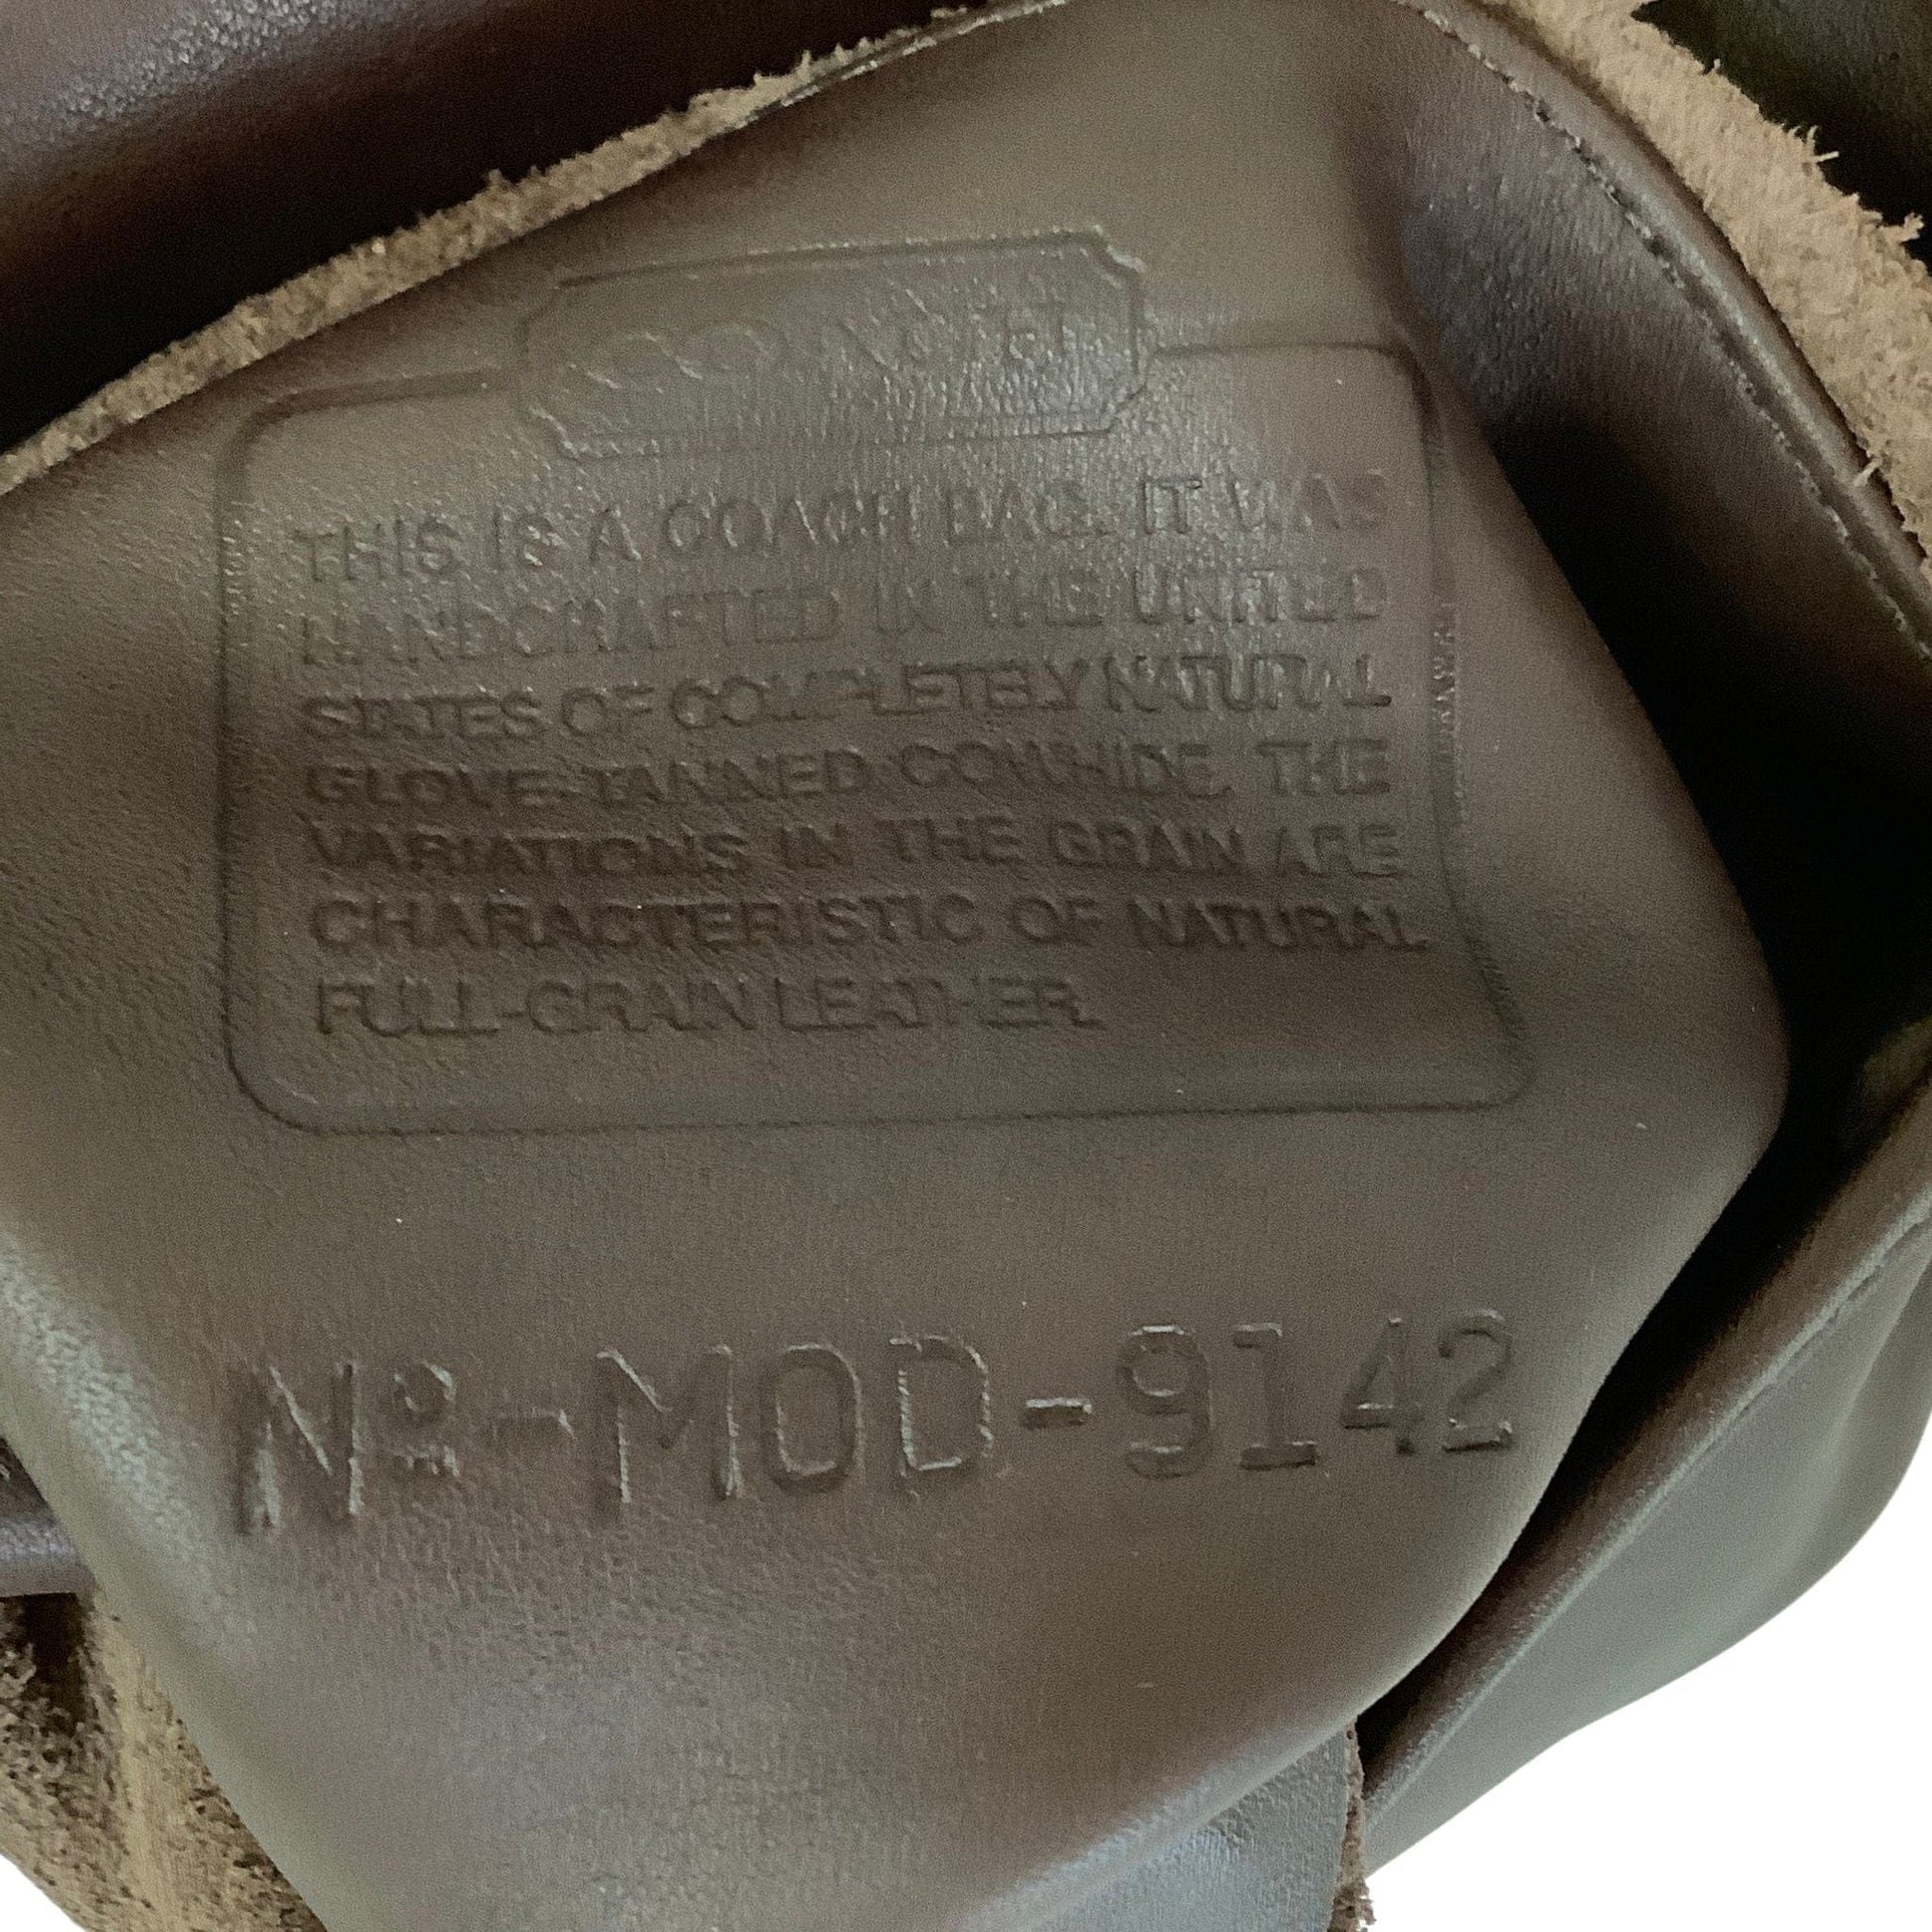 COACH
THIS IS A COACH BAG. IT WAS
HANDCRAFTED IN THE UNITED
STATES OF COMPLETELY NATURAL
GLOVE-TANNED COWHIDE. THE
VARIATIONS IN THE GRAIN ARE
CHARACTERISTIC OF NATURAL
FULL-GRAIN LEATHER.
Nº-MOD-9142